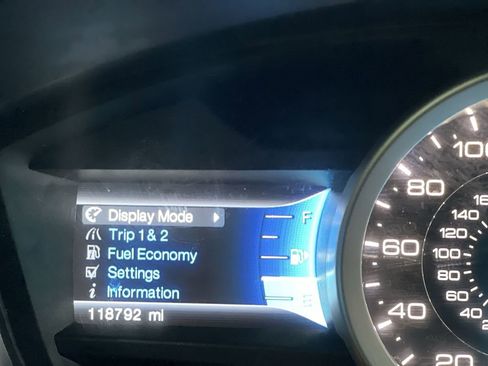 Display Mode
Trip 1 & 2
Fuel Economy
Settings
Information
118792 mi
F
E
100
80
60
40
20
160
140
120
100
80
60
40